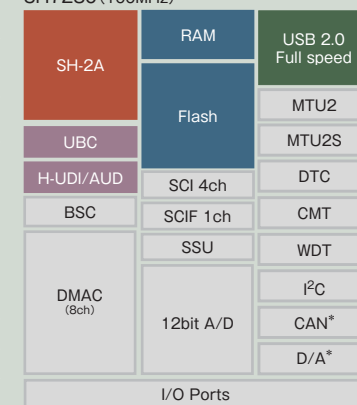 SH-2A
UBC
H-UDI/AUD
BSC
DMAC
(8ch)
RAM
Flash
SCI 4ch
SCIF 1ch
SSU
12bit A/D
USB 2.0
Full speed
MTU2
MTU2S
DTC
CMT
WDT
I²C
CAN*
D/A*
I/O Ports